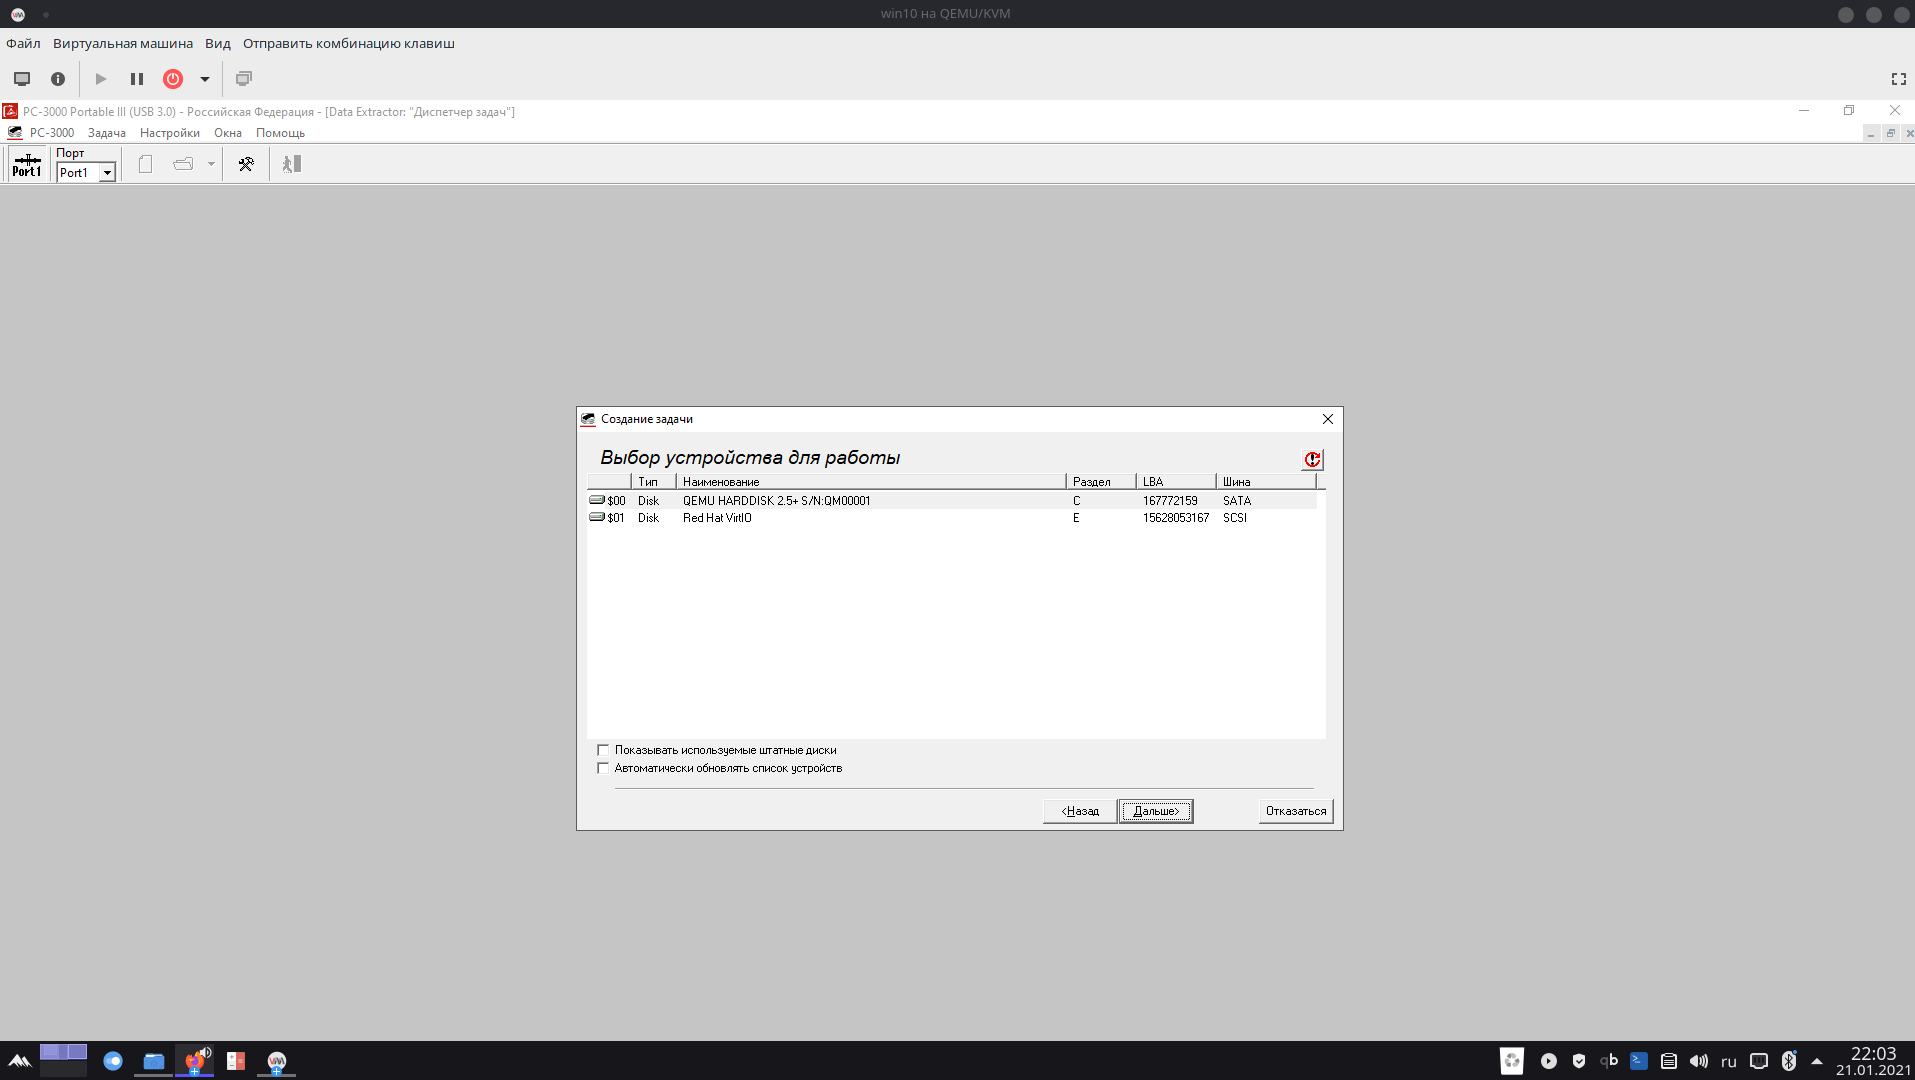 win10 на QEMU/KVM
Файл Виртуальная машина Вид Отправить комбинацию клавиш
PC-3000 Portable III (USB 3.0) - Российская Федерация - [Data Extractor: "Диспетчер задач"]
PC-3000 Задача Настройки Окна Помощь
Порт
Port1 Port1
Создание задачи
Выбор устройства для работы
Тип Наименование Раздел LBA Шина
$00 Disk QEMU HARDDISK 2.5+ S/N:QM00001 C 167772159 SATA
$01 Disk Red Hat VirtIO E 15628053167 SCSI
Показывать используемые штатные диски
Автоматически обновлять список устройств
<Назад Дальше> Отказаться
qb ru 22:03
21.01.2021